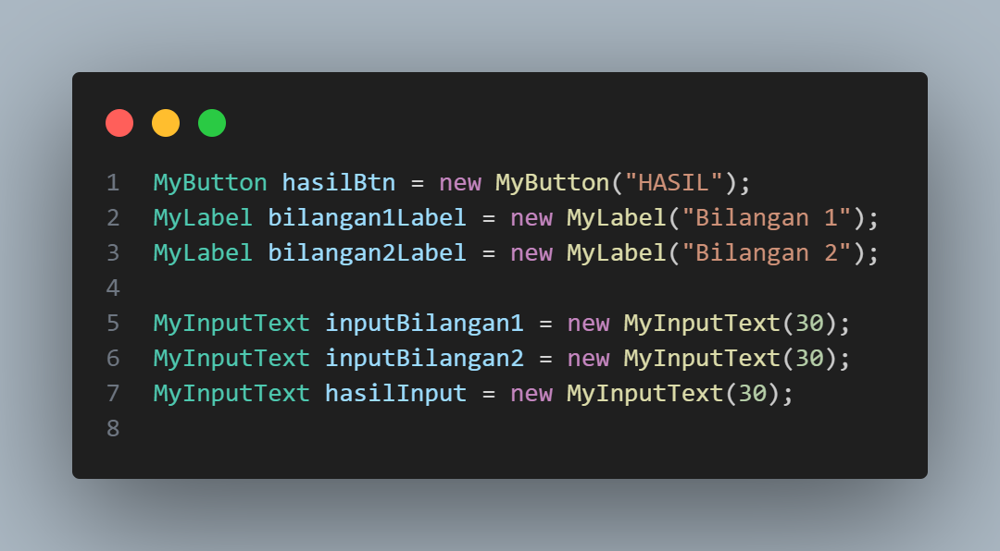 1 MyButton hasilBtn = new MyButton("HASIL");
2 MyLabel bilangan1Label = new MyLabel("Bilangan 1");
3 MyLabel bilangan2Label = new MyLabel("Bilangan 2");
4
5 MyInputText inputBilangan1 = new MyInputText(30);
6 MyInputText inputBilangan2 = new MyInputText(30);
7 MyInputText hasilInput = new MyInputText(30);
8